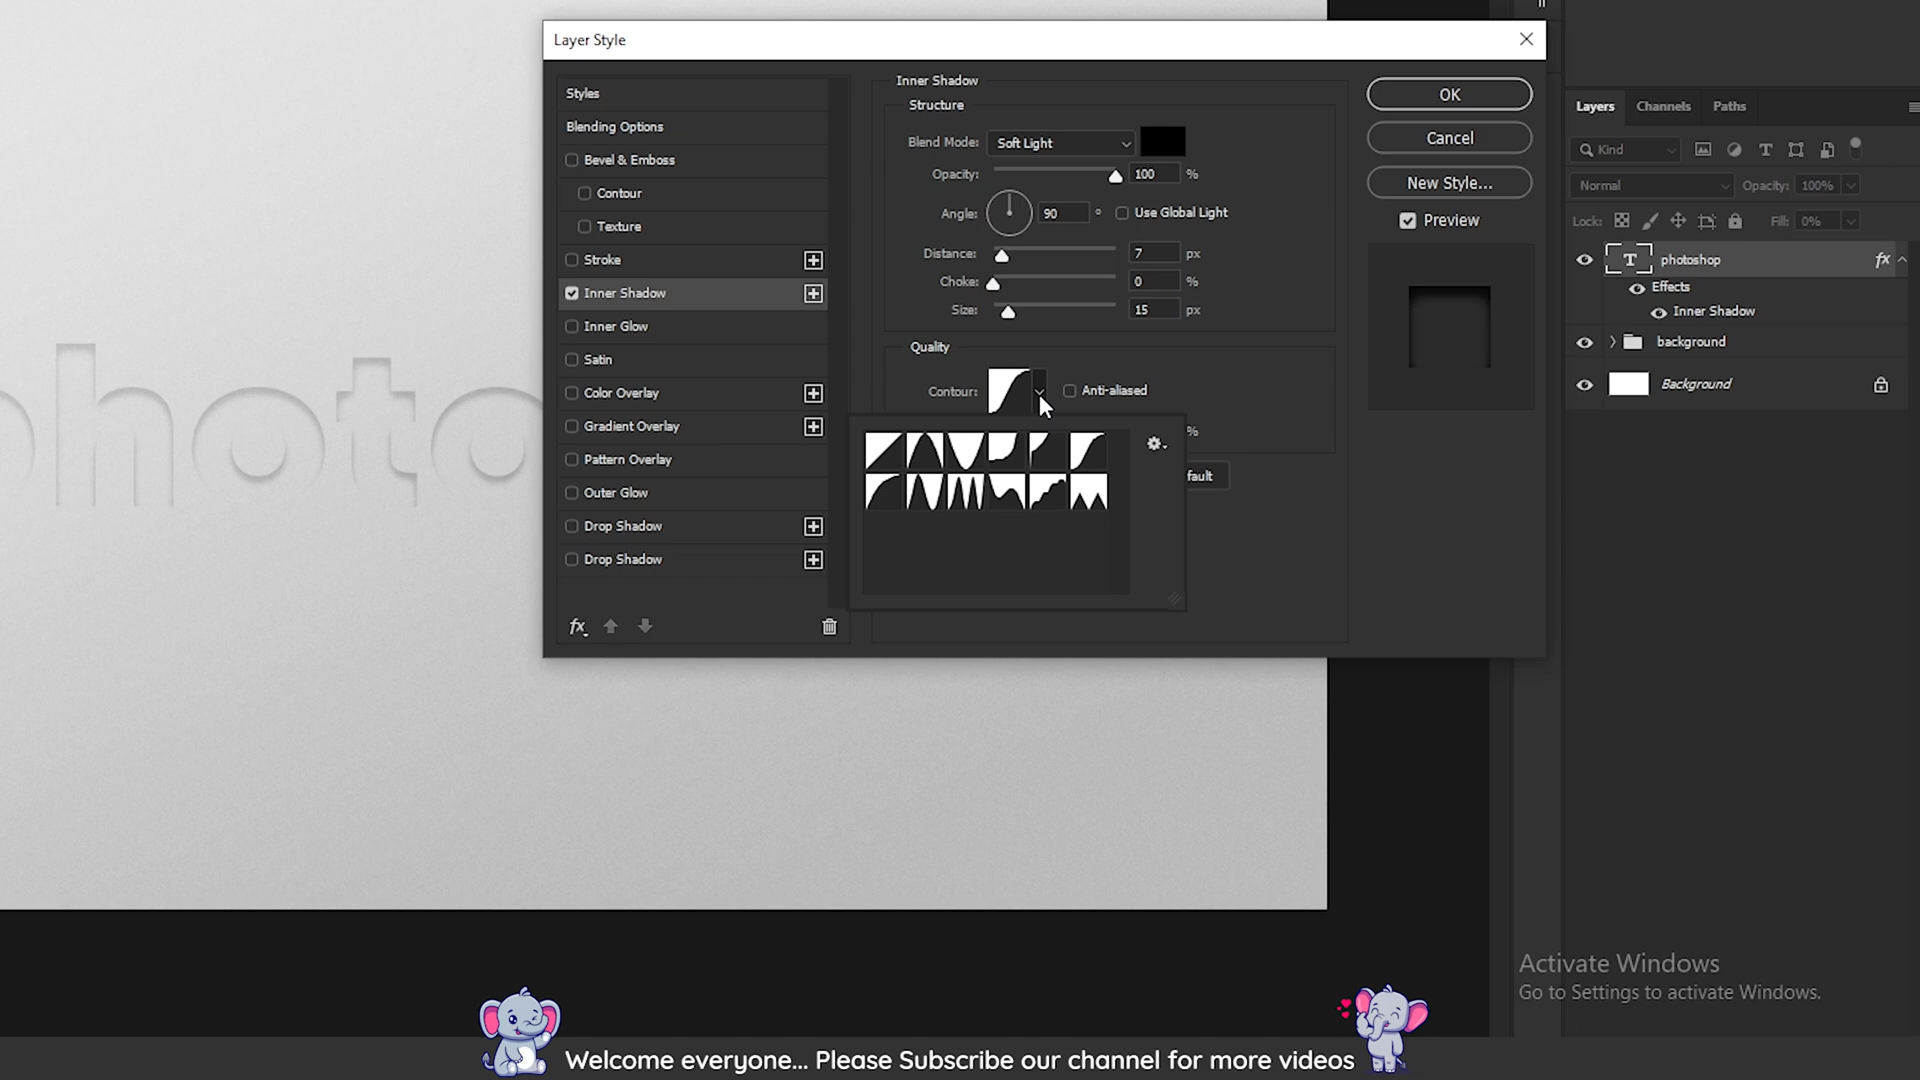 Layer Style
Styles
Blending Options
Bevel & Emboss
Contour
Texture
Stroke
Inner Shadow
Inner Glow
Satin
Color Overlay
Gradient Overlay
Pattern Overlay
Outer Glow
Drop Shadow
Drop Shadow
fx
Inner Shadow
Structure
Blend Mode: Soft Light
Opacity: 100 %
Angle: 90 ° Use Global Light
Distance: 7 px
Choke: 0 %
Size: 15 px
Quality
Contour: Anti-aliased
%
fault
OK
Cancel
New Style...
Preview
Layers Channels Paths
Kind
Normal Opacity: 100%
Lock: Fill: 0%
T photoshop fx
Effects
Inner Shadow
background
Background
photo
Activate Windows
Go to Settings to activate Windows.
Welcome everyone... Please Subscribe our channel for more videos